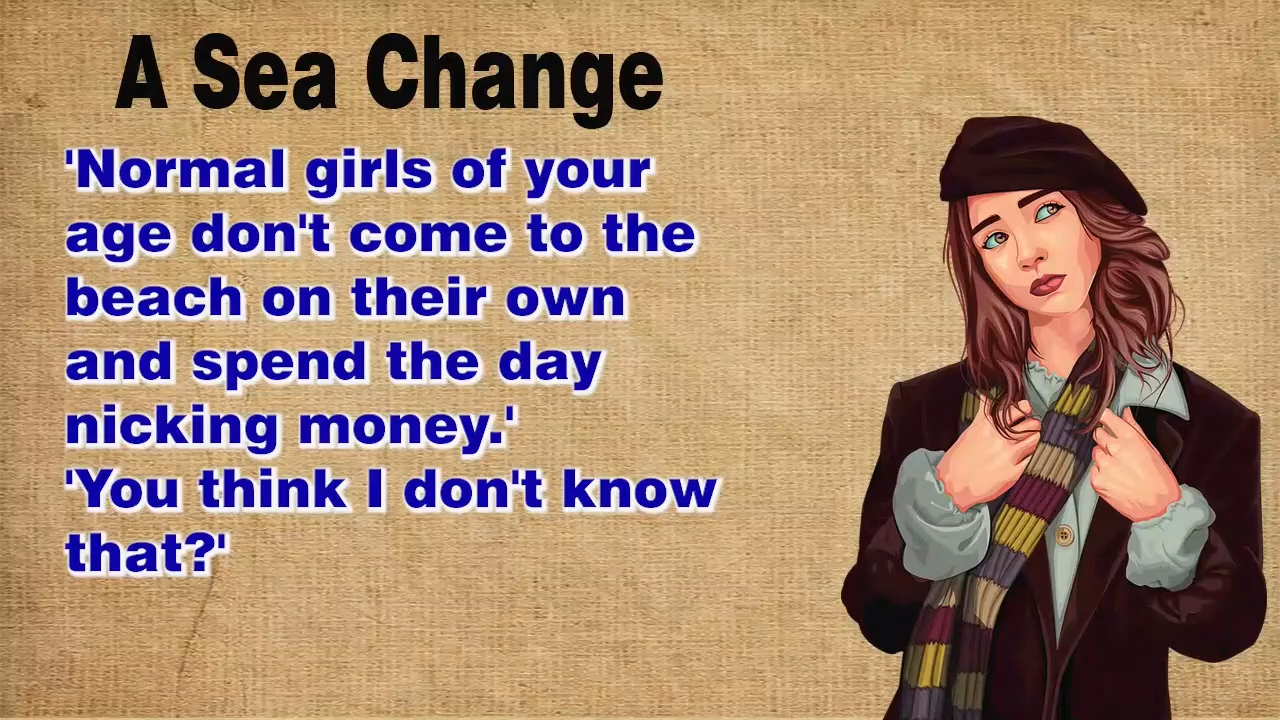 A Sea Change
'Normal girls of your
age don't come to the
beach on their own
and spend the day
nicking money.'
'You think I don't know
that?'